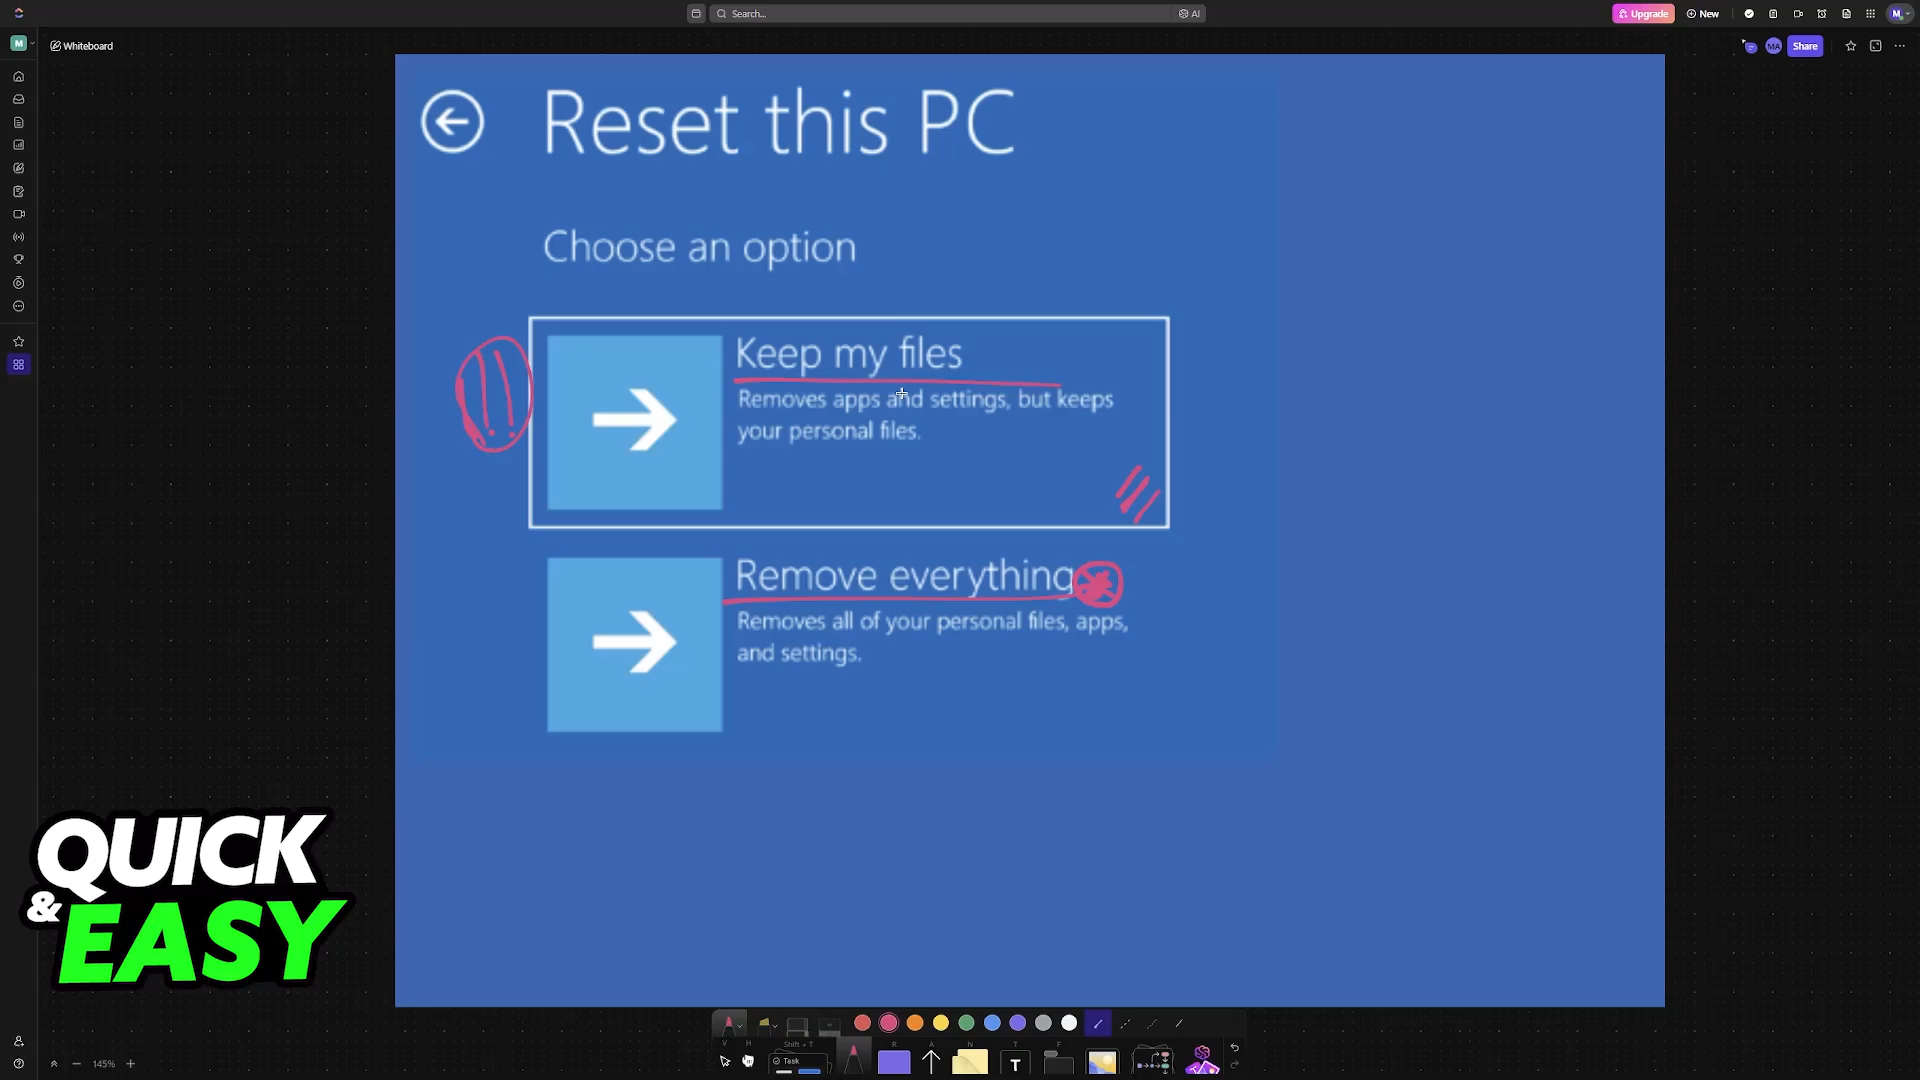 Search...
AI
Upgrade
New
M
M
Whiteboard
MA
Share
Reset this PC
Choose an option
Keep my files
Removes apps and settings, but keeps
your personal files.
Remove everything
Removes all of your personal files, apps,
and settings.
QUICK
& EASY
V
H
Shift + T
R
A
N
T
F
Task
T
145%